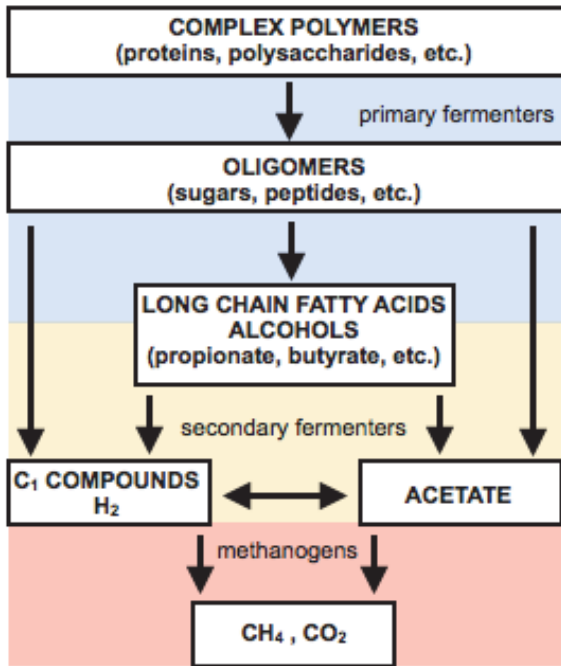 COMPLEX POLYMERS
(proteins, polysaccharides, etc.)
primary fermenters
OLIGOMERS
(sugars, peptides, etc.)
LONG CHAIN FATTY ACIDS
ALCOHOLS
(propionate, butyrate, etc.)
secondary fermenters
C₁ COMPOUNDS
H₂
ACETATE
methanogens
CH₄ , CO₂